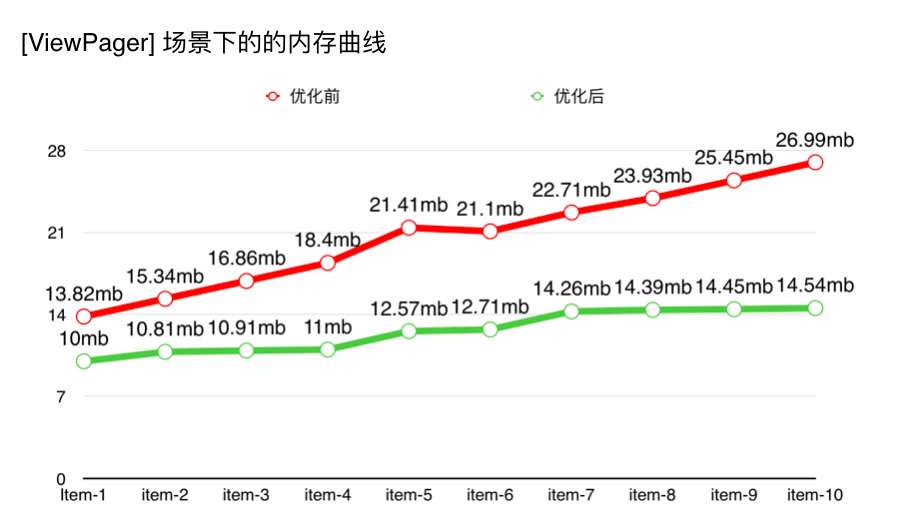 [ViewPager] 场景下的的内存曲线
优化前
优化后
28
21
14
7
0
13.82mb
15.34mb
16.86mb
18.4mb
21.41mb
21.1mb
22.71mb
23.93mb
25.45mb
26.99mb
10mb
10.81mb
10.91mb
11mb
12.57mb
12.71mb
14.26mb
14.39mb
14.45mb
14.54mb
Item-1
item-2
item-3
item-4
item-5
item-6
item-7
item-8
item-9
item-10